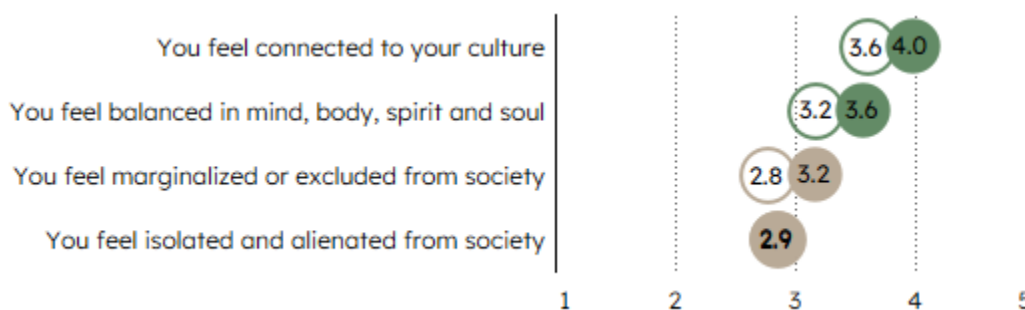 You feel connected to your culture 3.6 4.0
You feel balanced in mind, body, spirit and soul 3.2 3.6
You feel marginalized or excluded from society 2.8 3.2
You feel isolated and alienated from society 2.9
1 2 3 4 5